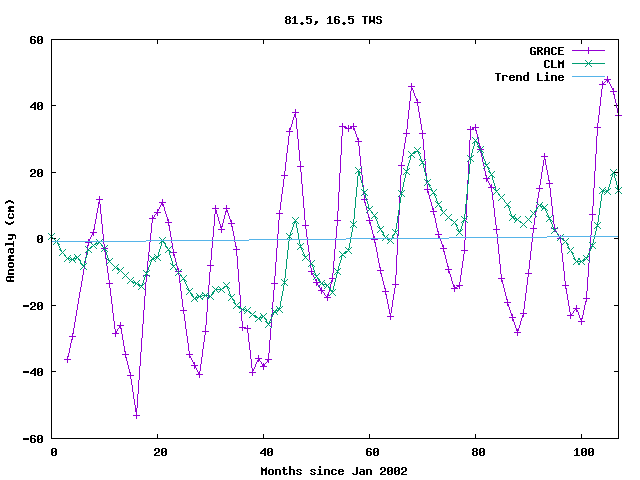 81.5, 16.5 TWS
GRACE
CLM
Trend Line
Anomaly (cm)
60
40
20
0
-20
-40
-60
0 20 40 60 80 100
Months since Jan 2002